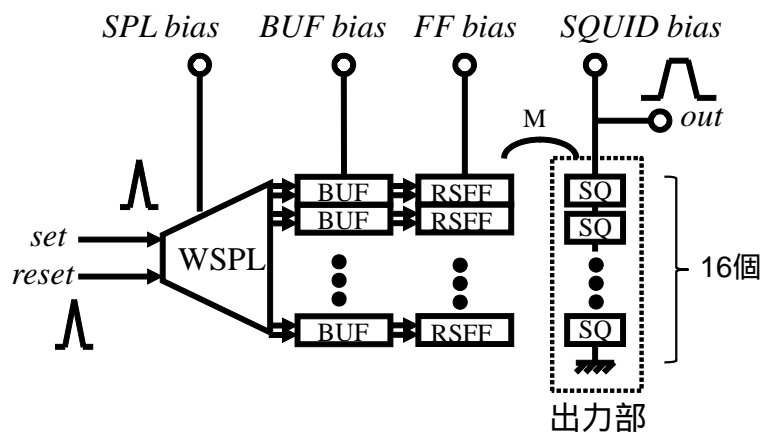 SPL bias
BUF bias
FF bias
SQUID bias
M
out
set
reset
WSPL
BUF
RSFF
SQ
BUF
RSFF
SQ
16個
BUF
RSFF
SQ
出力部